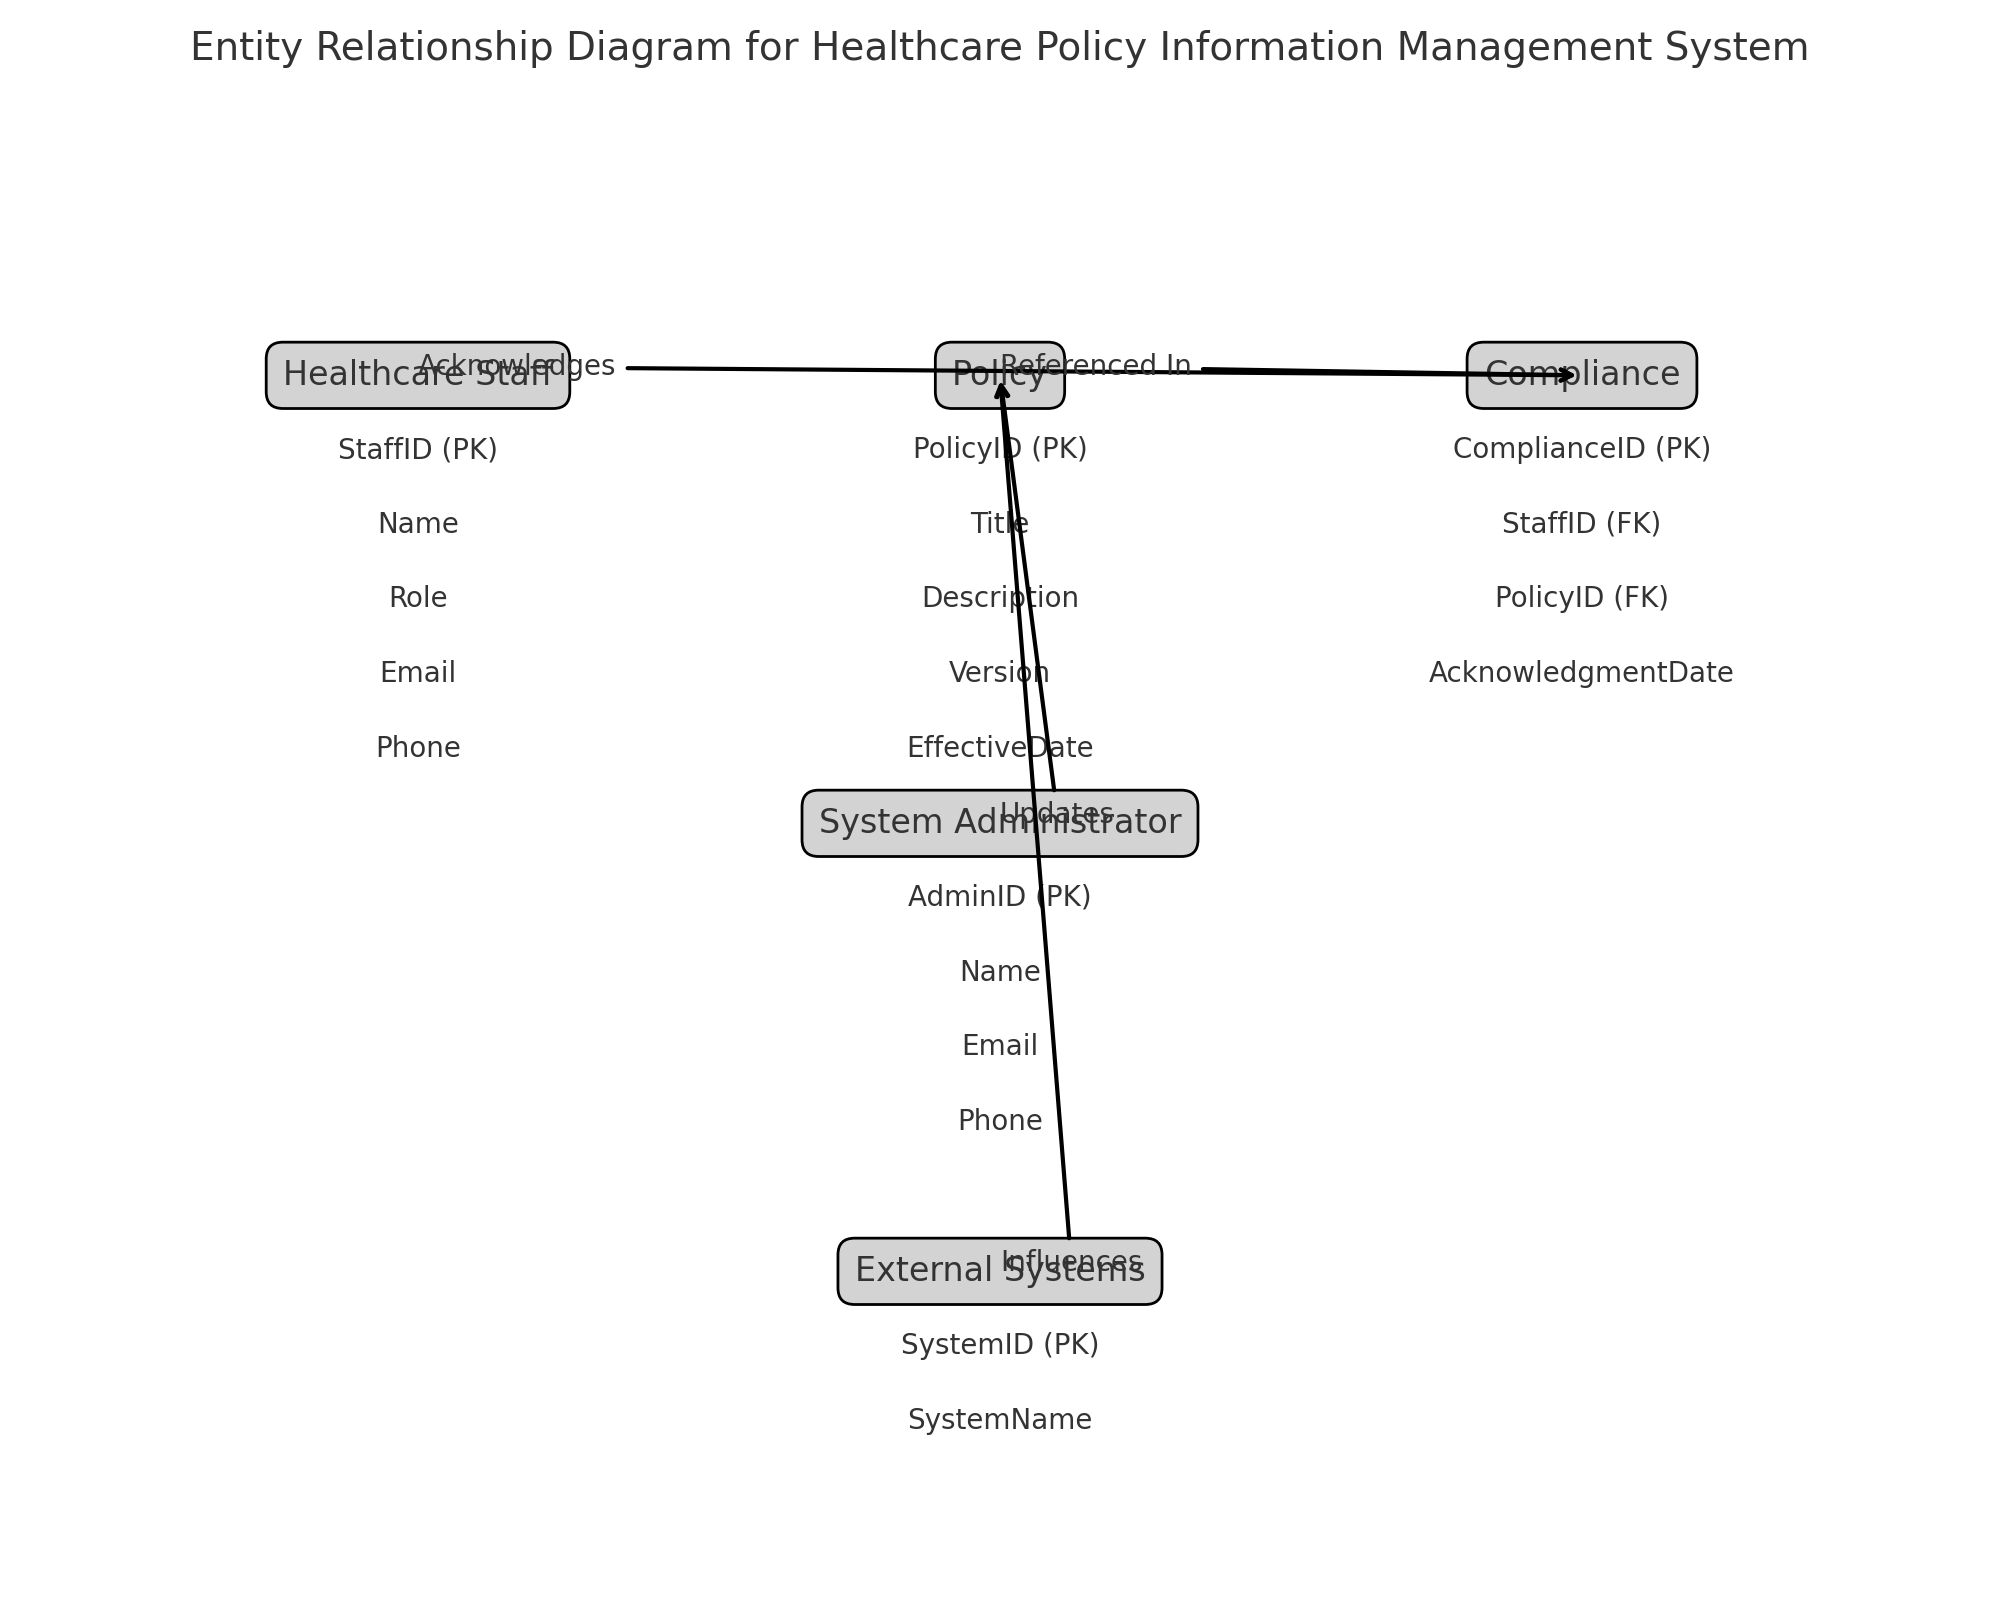 Entity Relationship Diagram for Healthcare Policy Information Management System
Healthcare Staff
Acknowledges
StaffID (PK)
Name
Role
Email
Phone
Policy
Referenced In
PolicyID (PK)
Title
Description
Version
EffectiveDate
Compliance
ComplianceID (PK)
StaffID (FK)
PolicyID (FK)
AcknowledgmentDate
System Administrator
Updates
AdminID (PK)
Name
Email
Phone
External Systems
Influences
SystemID (PK)
SystemName